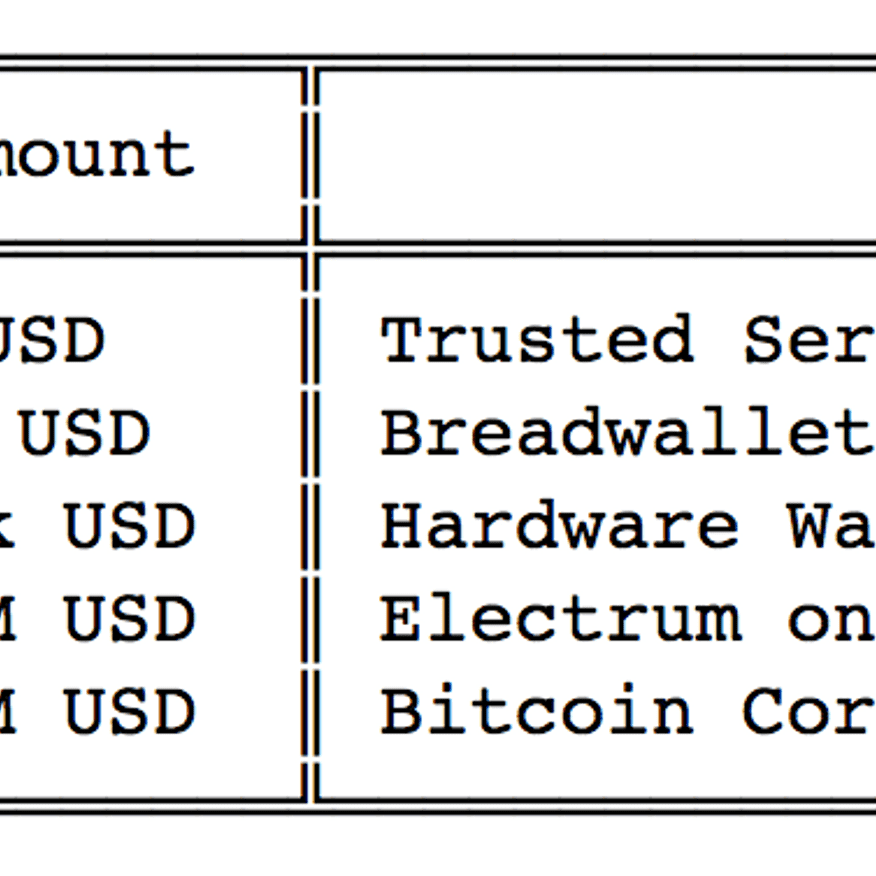 mount
USD Trusted Ser
USD Breadwallet
k USD Hardware Wa
M USD Electrum on
M USD Bitcoin Cor